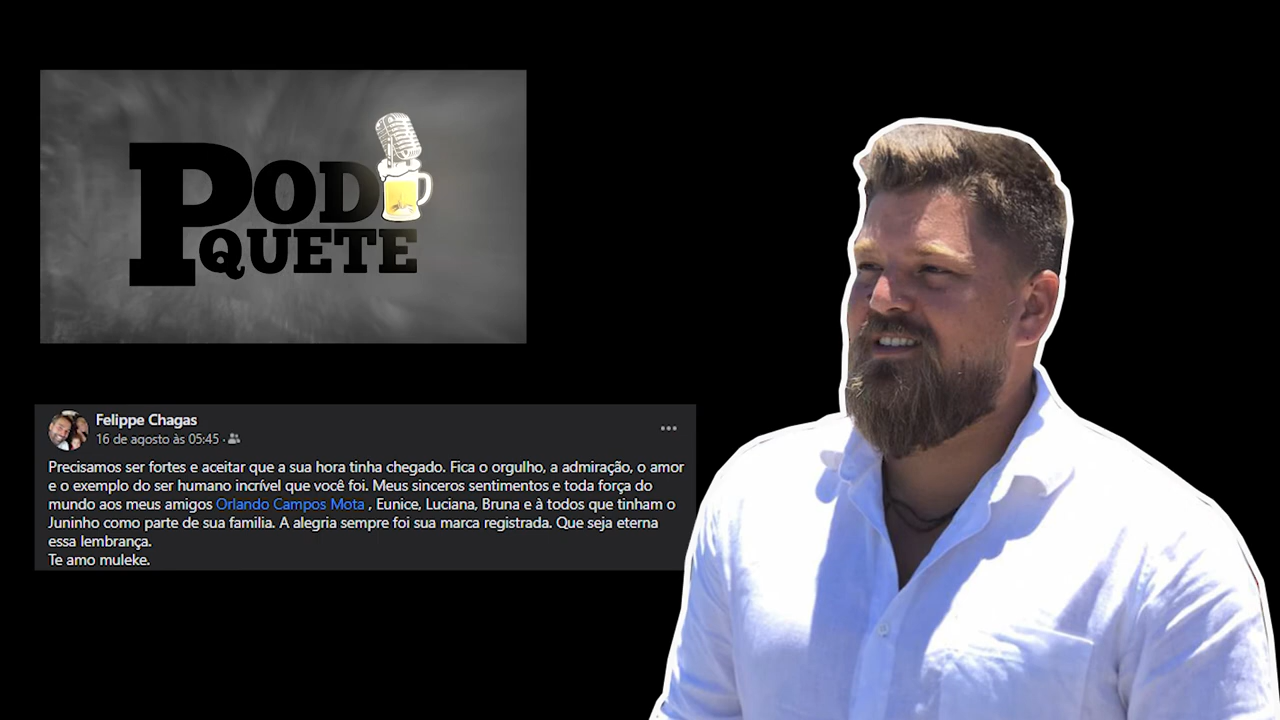 POD
QUETE
Felippe Chagas
16 de agosto às 05:45 ·
Precisamos ser fortes e aceitar que a sua hora tinha chegado. Fica o orgulho, a admiração, o amor
e o exemplo do ser humano incrível que você foi. Meus sinceros sentimentos e toda força do
mundo aos meus amigos Orlando Campos Mota , Eunice, Luciana, Bruna e à todos que tinham o
Juninho como parte de sua familia. A alegria sempre foi sua marca registrada. Que seja eterna
essa lembrança.
Te amo muleke.